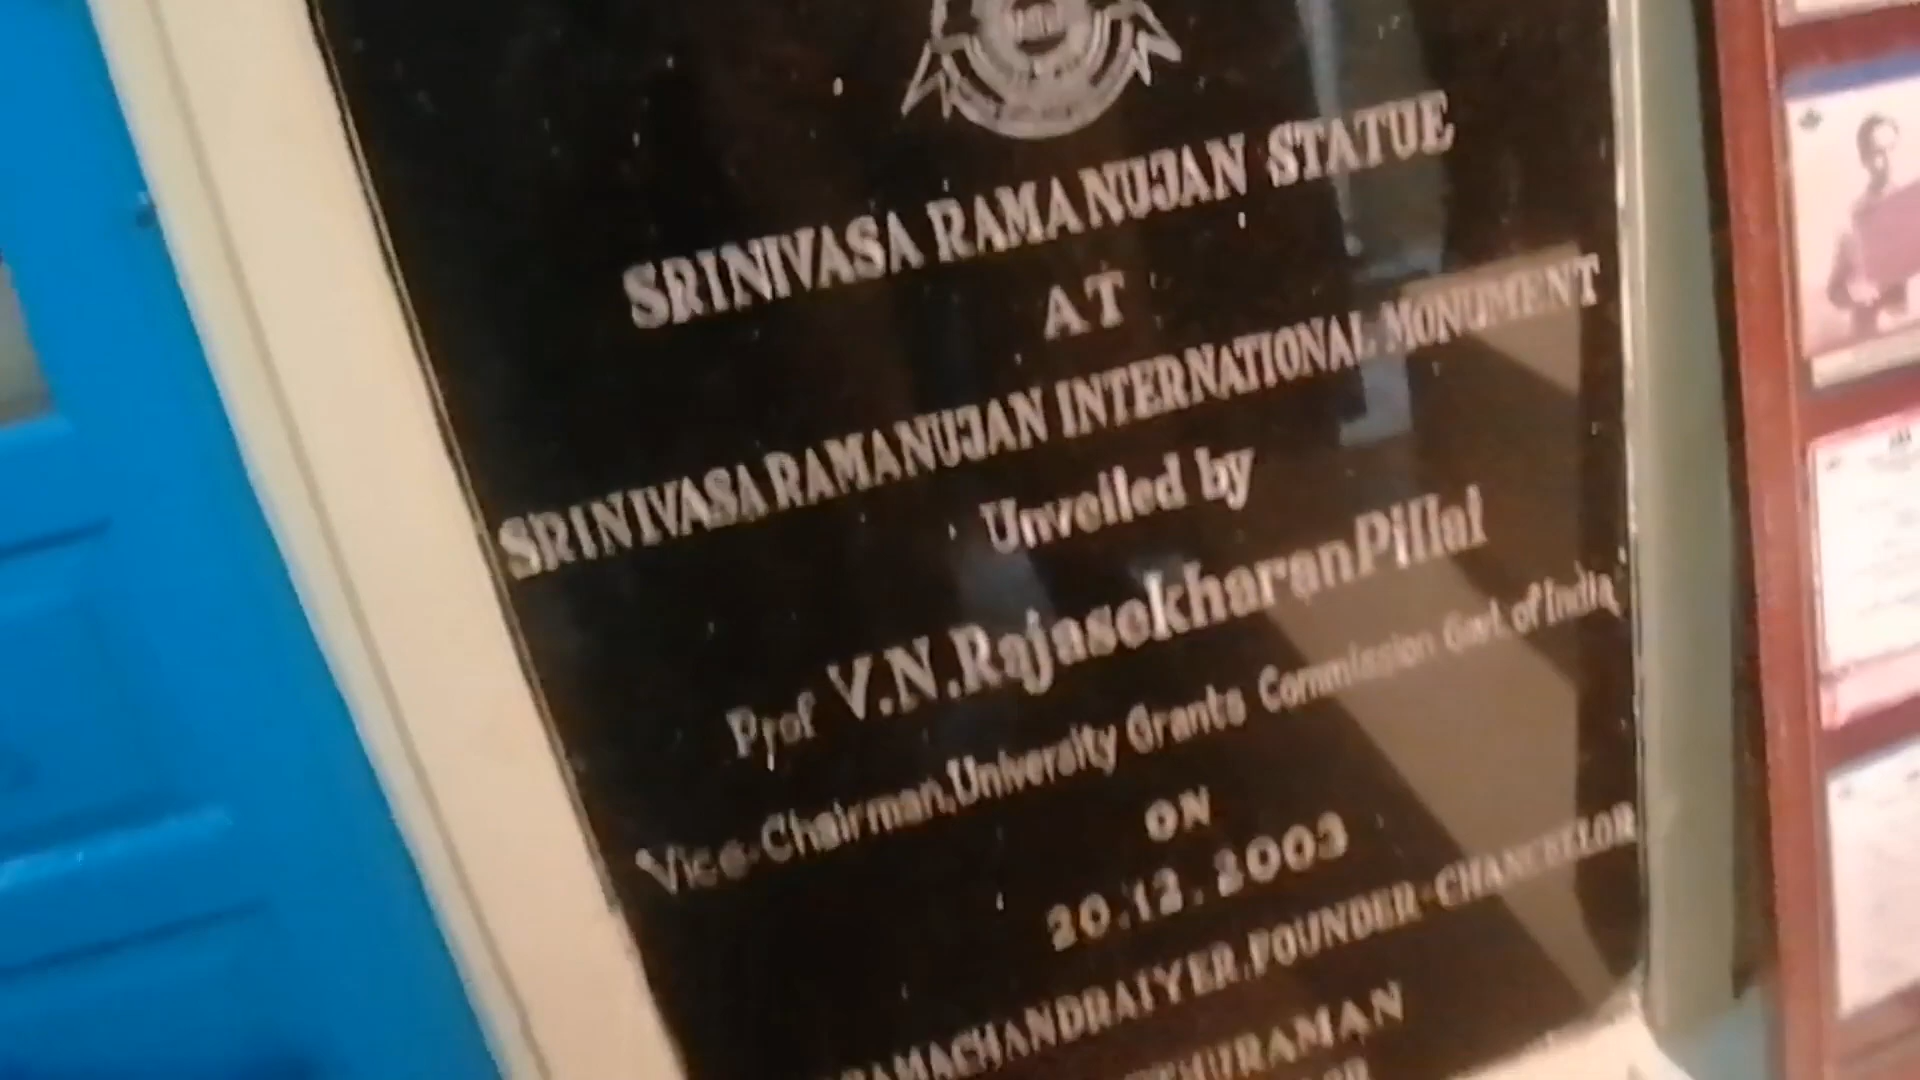 SRINIVASA RAMANUJAN STATUE
AT
SRINIVASA RAMANUJAN INTERNATIONAL MONUMENT
Unveiled by
Prof V.N.Rajasekharan Pillai
Vice-Chairman, University Grants Commission Govt. of India
ON
20.12.2003
RAMACHANDRAIYER, FOUNDER-CHANCELLOR